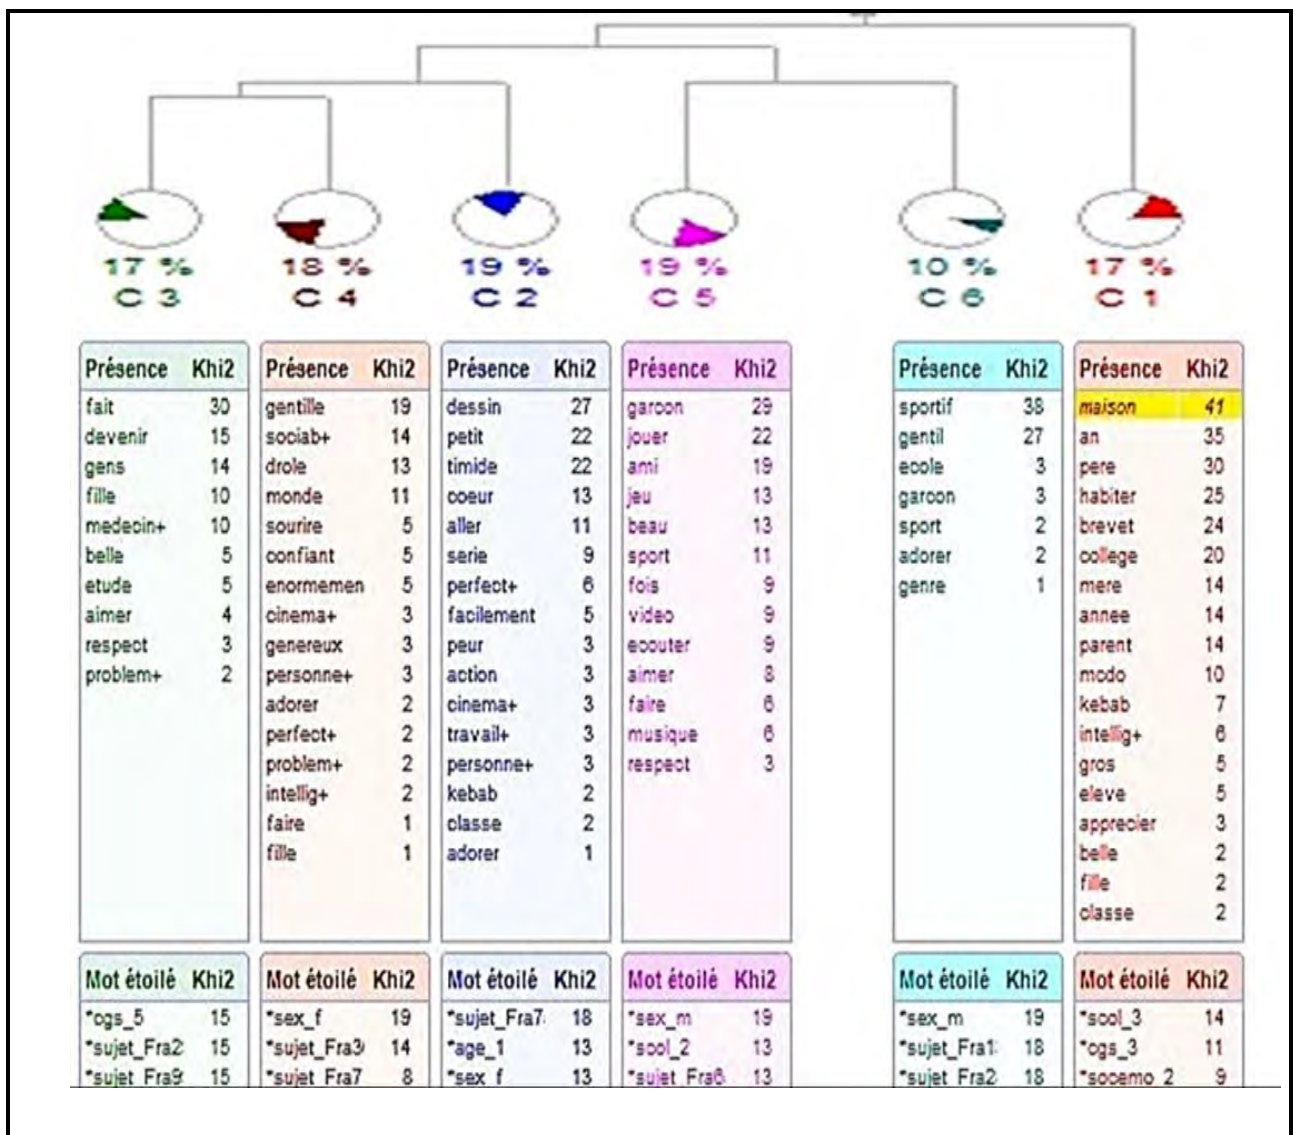 17 %
C 3
18 %
C 4
19 %
C 2
19 %
C 5
10 %
C 6
17 %
C 1
Présence Khi2
fait 30
devenir 15
gens 14
fille 10
medecin+ 10
belle 5
etude 5
aimer 4
respect 3
problem+ 2
Présence Khi2
gentille 19
sociab+ 14
drole 13
monde 11
sourire 5
confiant 5
enormemen 5
cinema+ 3
genereux 3
personne+ 3
adorer 2
perfect+ 2
problem+ 2
intellig+ 2
faire 1
fille 1
Présence Khi2
dessin 27
petit 22
timide 22
coeur 13
aller 11
serie 9
perfect+ 6
facilement 5
peur 3
action 3
cinema+ 3
travail+ 3
personne+ 3
kebab 2
classe 2
adorer 1
Présence Khi2
garcon 29
jouer 22
ami 19
jeu 13
beau 13
sport 11
fois 9
video 9
ecouter 9
aimer 8
faire 6
musique 6
respect 3
Présence Khi2
sportif 38
gentil 27
ecole 3
garcon 3
sport 2
adorer 2
genre 1
Présence Khi2
maison 41
an 35
pere 30
habiter 25
brevet 24
college 20
mere 14
annee 14
parent 14
modo 10
kebab 7
intellig+ 6
gros 5
eleve 5
apprecier 3
belle 2
fille 2
classe 2
Mot étoilé Khi2
*cgs_5 15
*sujet_Fra2 15
*sujet_Fra9 15
Mot étoilé Khi2
*sex_f 19
*sujet_Fra3 14
*sujet_Fra7 8
Mot étoilé Khi2
*sujet_Fra7 18
*age_1 13
*sex_f 13
Mot étoilé Khi2
*sex_m 19
*scol_2 13
*sujet_Fra6 13
Mot étoilé Khi2
*sex_m 19
*sujet_Fra1 18
*sujet_Fra2 18
Mot étoilé Khi2
*scol_3 14
*cgs_3 11
*socemo_2 9